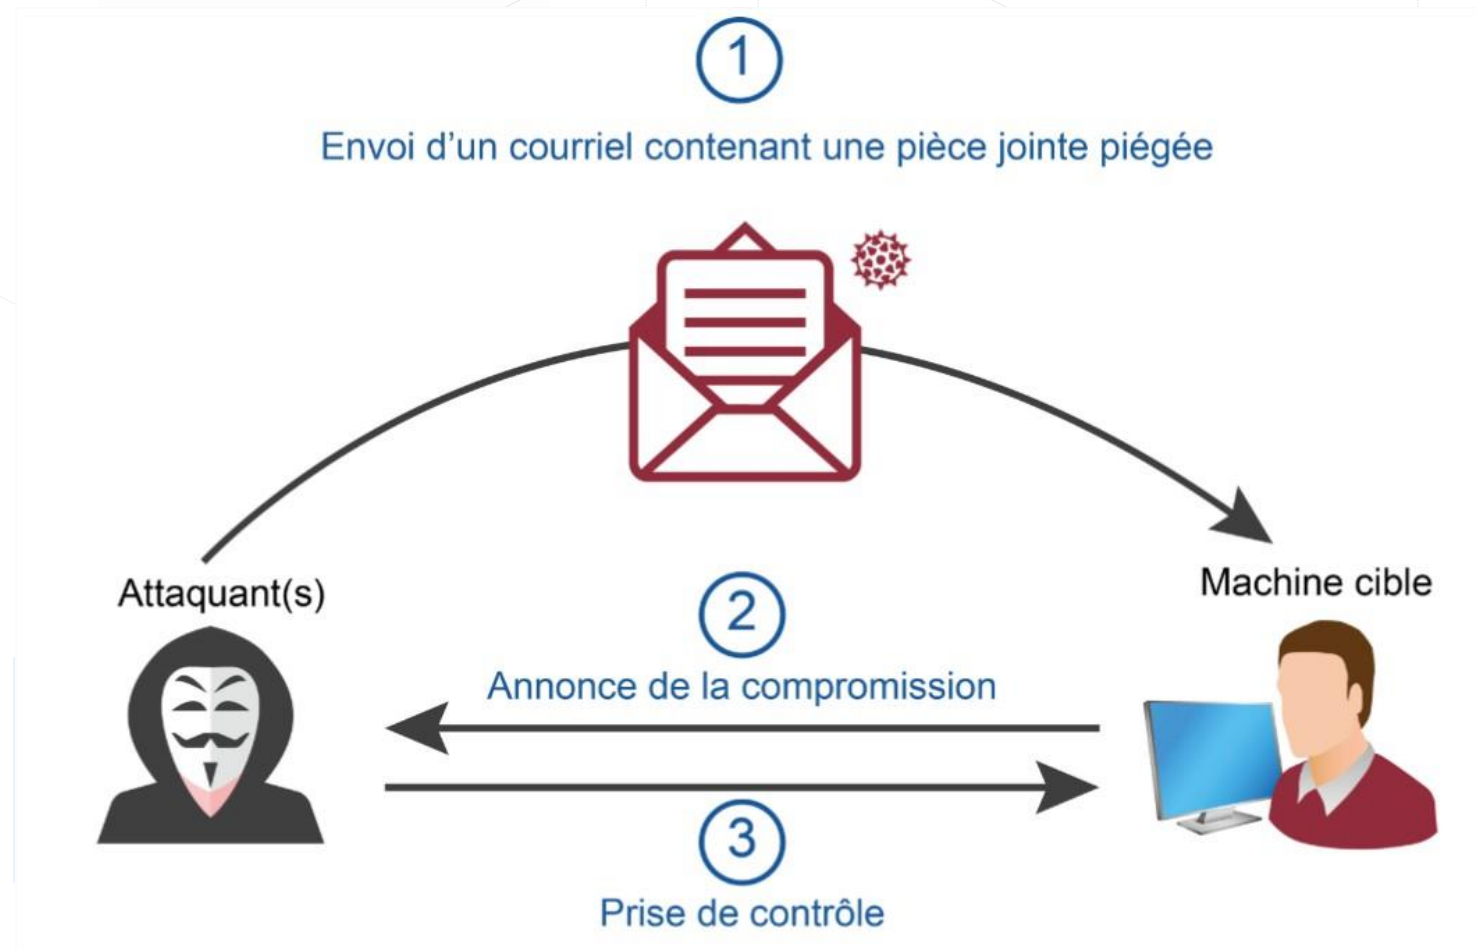 1
Envoi d’un courriel contenant une pièce jointe piégée
Attaquant(s)
Machine cible
2
Annonce de la compromission
3
Prise de contrôle